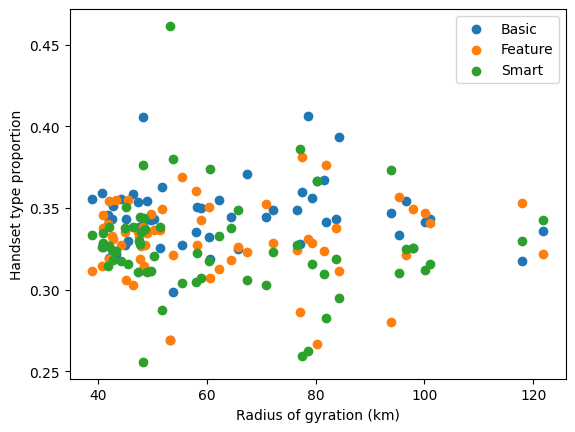 0.45
0.40
0.35
0.30
0.25
Handset type proportion
Basic
Feature
Smart
40 60 80 100 120
Radius of gyration (km)